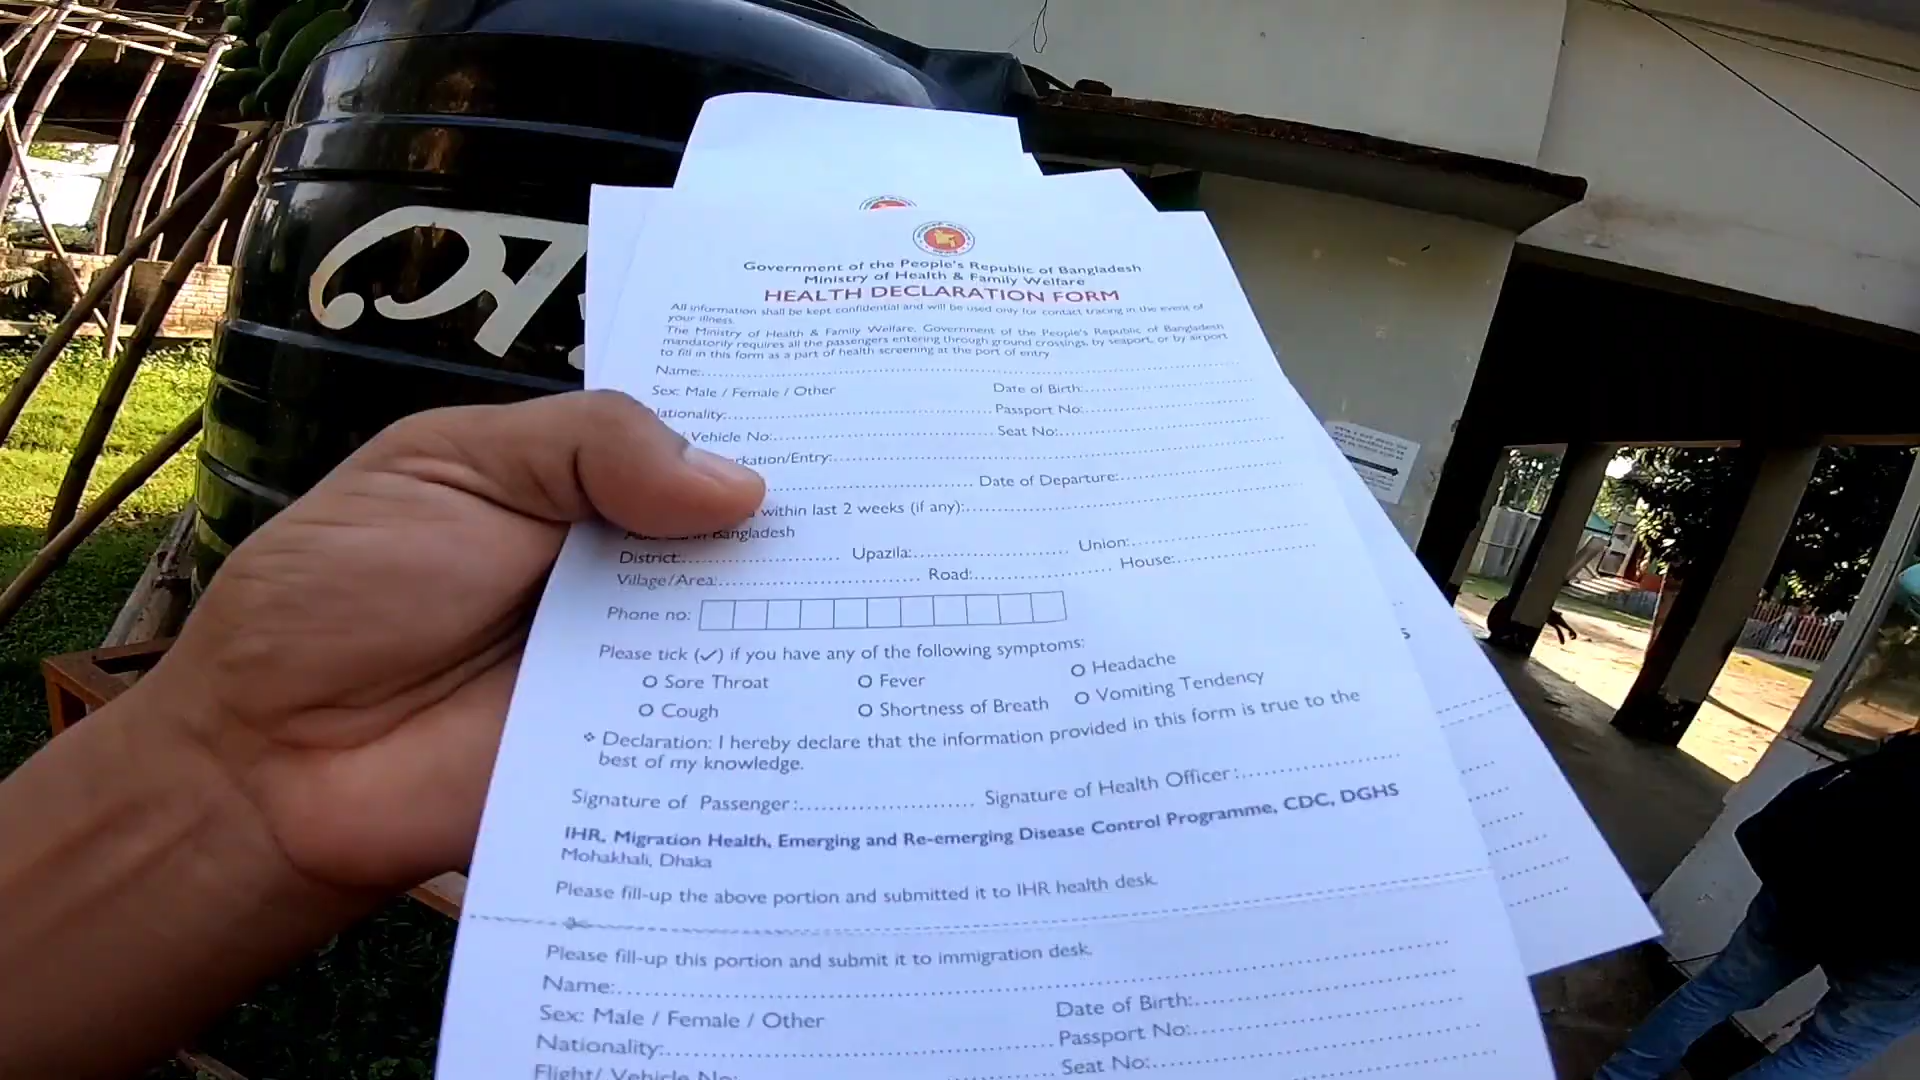 সে
Government of the People's Republic of Bangladesh
Ministry of Health & Family Welfare
HEALTH DECLARATION FORM
All information shall be kept confidential and will be used only for contact tracing in the event of
your illness.
The Ministry of Health & Family Welfare, Government of the People's Republic of Bangladesh
mandatorily requires all the passengers entering through ground crossings, by seaport, or by airport
to fill in this form as a part of health screening at the port of entry.
Name:
Sex: Male / Female / Other Date of Birth:
Nationality: Passport No:
Vehicle No: Seat No:
/Entry:
Date of Departure:
within last 2 weeks (if any):
in Bangladesh
District: Upazila: Union:
Village/Area: Road: House:
Phone no:
Please tick (✓) if you have any of the following symptoms:
O Sore Throat O Fever O Headache
O Cough O Shortness of Breath O Vomiting Tendency
❖ Declaration: I hereby declare that the information provided in this form is true to the
best of my knowledge.
Signature of Passenger: Signature of Health Officer:
IHR, Migration Health, Emerging and Re-emerging Disease Control Programme, CDC, DGHS
Mohakhali, Dhaka
Please fill-up the above portion and submitted it to IHR health desk.
Please fill-up this portion and submit it to immigration desk.
Name:
Sex: Male / Female / Other Date of Birth:
Nationality: Passport No:
Flight/ Vehicle No: Seat No: